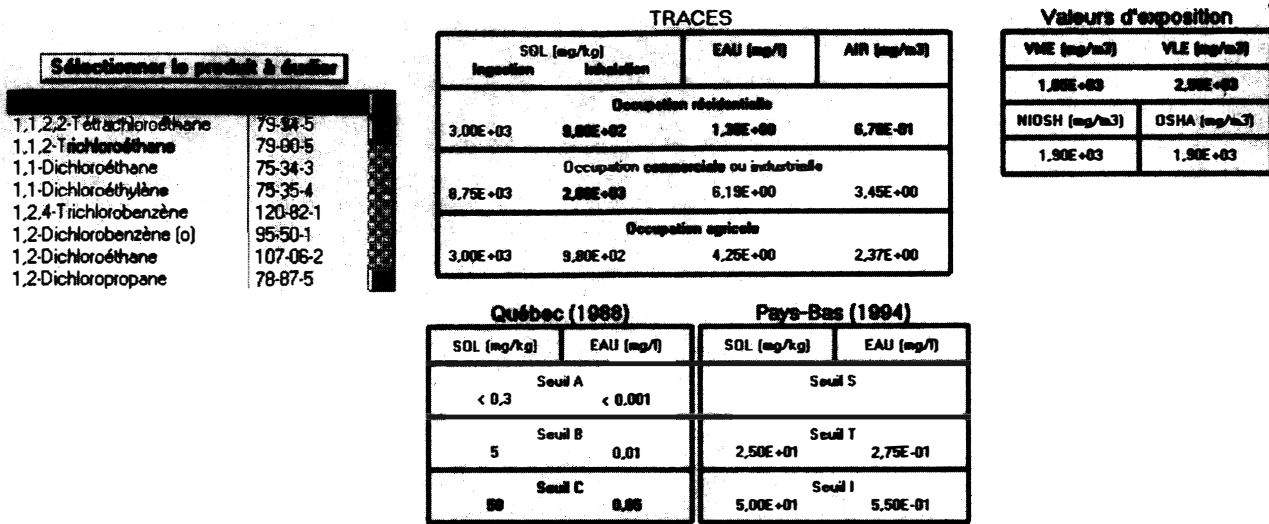 Sélectionner le produit à étudier
1,1,2,2-Tétrachloroéthane 79-34-5
1,1,2-Trichloroéthane 79-00-5
1,1-Dichloroéthane 75-34-3
1,1-Dichloroéthylène 75-35-4
1,2,4-Trichlorobenzène 120-82-1
1,2-Dichlorobenzène (o) 95-50-1
1,2-Dichloroéthane 107-06-2
1,2-Dichloropropane 78-87-5
TRACES
SOL (mg/kg) EAU (mg/l) AIR (mg/m3)
Ingestion Inhalation
Occupation résidentielle
3,00E+03 6,70E-01
Occupation commerciale ou industrielle
8,75E+03 6,19E+00 3,45E+00
Occupation agricole
3,00E+03 9,80E+02 4,25E+00 2,37E+00
Valeurs d'exposition
VME (mg/m3) VLE (mg/m3)
NIOSH (mg/m3) OSHA (mg/m3)
1,90E+03 1,90E+03
Québec (1988)
SOL (mg/kg) EAU (mg/l)
Seuil A
< 0,3 < 0.001
Seuil B
5 0,01
Seuil C
50 0,05
Pays-Bas (1994)
SOL (mg/kg) EAU (mg/l)
Seuil S
Seuil T
2,50E+01 2,75E-01
Seuil I
5,00E+01 5,50E-01